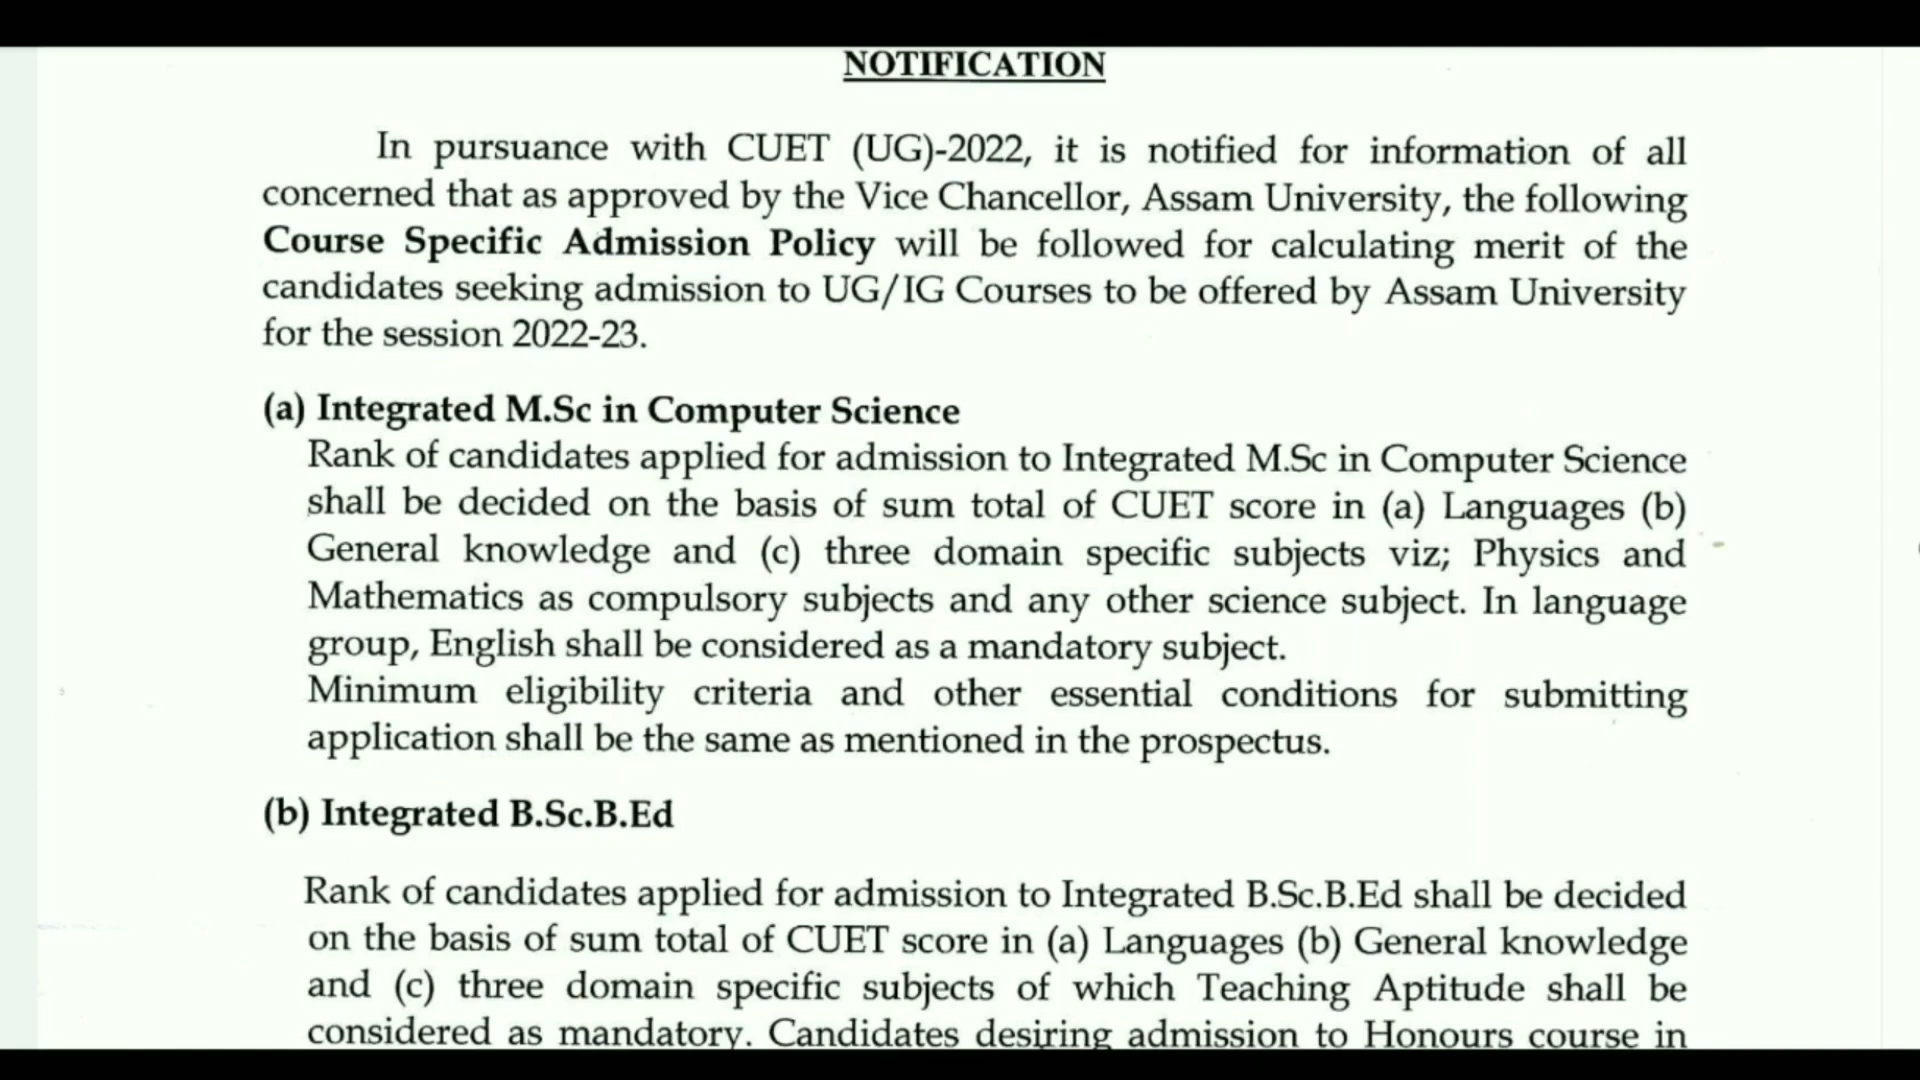 NOTIFICATION
In pursuance with CUET (UG)-2022, it is notified for information of all
concerned that as approved by the Vice Chancellor, Assam University, the following
Course Specific Admission Policy will be followed for calculating merit of the
candidates seeking admission to UG/IG Courses to be offered by Assam University
for the session 2022-23.
(a) Integrated M.Sc in Computer Science
Rank of candidates applied for admission to Integrated M.Sc in Computer Science
shall be decided on the basis of sum total of CUET score in (a) Languages (b)
General knowledge and (c) three domain specific subjects viz; Physics and
Mathematics as compulsory subjects and any other science subject. In language
group, English shall be considered as a mandatory subject.
Minimum eligibility criteria and other essential conditions for submitting
application shall be the same as mentioned in the prospectus.
(b) Integrated B.Sc.B.Ed
Rank of candidates applied for admission to Integrated B.Sc.B.Ed shall be decided
on the basis of sum total of CUET score in (a) Languages (b) General knowledge
and (c) three domain specific subjects of which Teaching Aptitude shall be
considered as mandatory. Candidates desiring admission to Honours course in